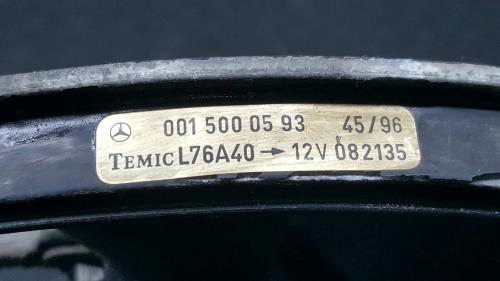 001 500 05 93 45/96
TEMIC L76A40 → 12V 082135